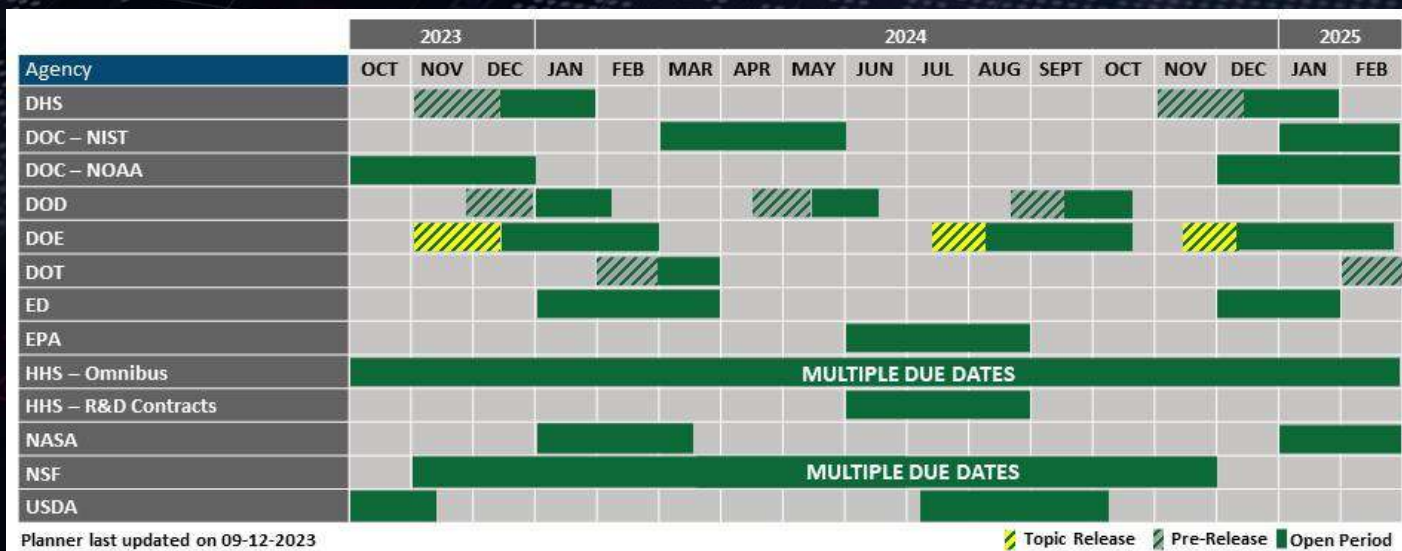 2023 2024 2025
Agency OCT NOV DEC JAN FEB MAR APR MAY JUN JUL AUG SEPT OCT NOV DEC JAN FEB
DHS
DOC – NIST
DOC – NOAA
DOD
DOE
DOT
ED
EPA
HHS – Omnibus MULTIPLE DUE DATES
HHS – R&D Contracts
NASA
NSF MULTIPLE DUE DATES
USDA
Planner last updated on 09-12-2023 Topic Release Pre-Release Open Period